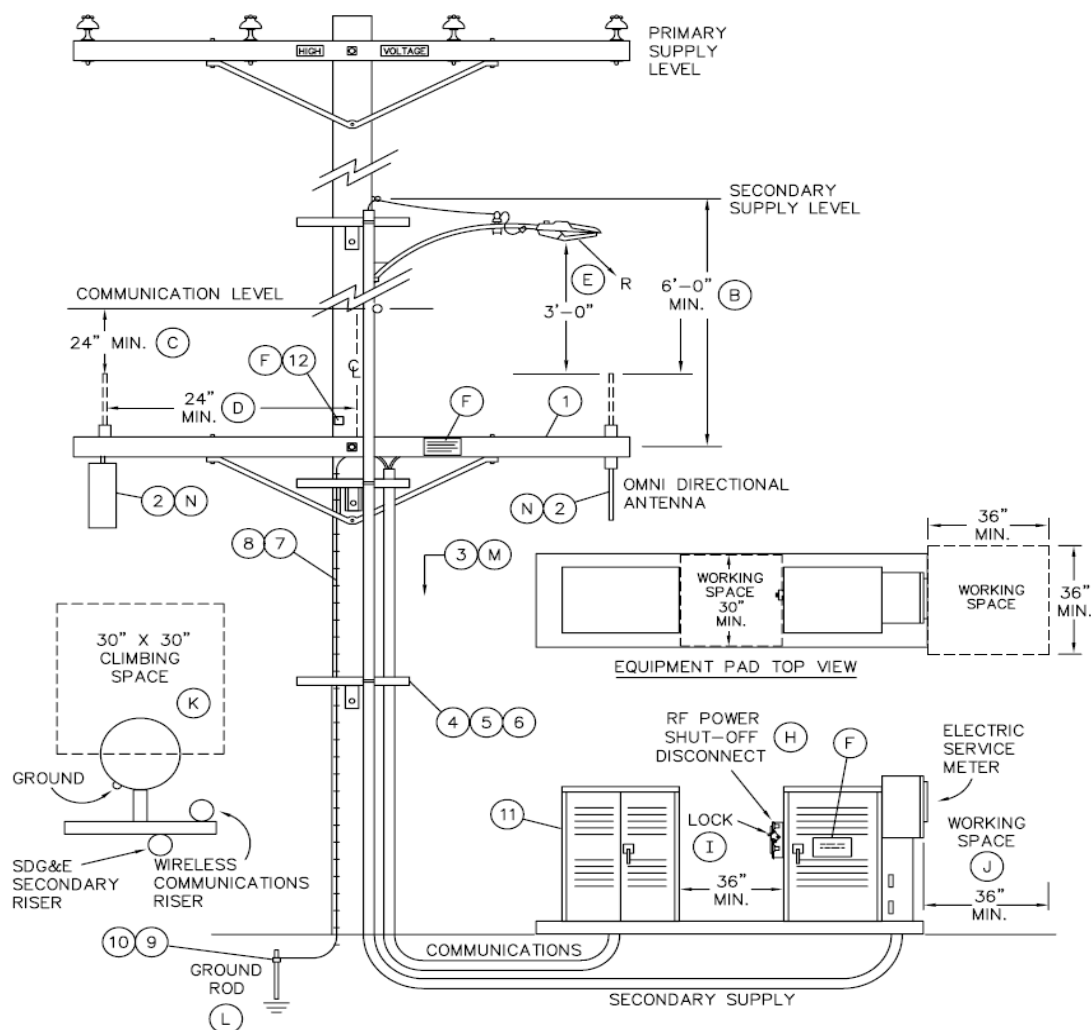 HIGH
VOLTAGE
PRIMARY
SUPPLY
LEVEL
SECONDARY
SUPPLY LEVEL
COMMUNICATION LEVEL
E
R
6'-0"
MIN.
B
3'-0"
24" MIN.
C
F
12
℄
24"
MIN.
D
F
1
2
N
N
2
OMNI DIRECTIONAL
ANTENNA
8
7
3
M
36"
MIN.
WORKING
SPACE
30"
MIN.
WORKING
SPACE
36"
MIN.
EQUIPMENT PAD TOP VIEW
30" X 30"
CLIMBING
SPACE
K
4
5
6
RF POWER
SHUT-OFF
DISCONNECT
H
F
ELECTRIC
SERVICE
METER
GROUND
11
LOCK
I
WORKING
SPACE
J
SDG&E
SECONDARY
RISER
WIRELESS
COMMUNICATIONS
RISER
36"
MIN.
36"
MIN.
10
9
COMMUNICATIONS
GROUND
ROD
L
SECONDARY SUPPLY